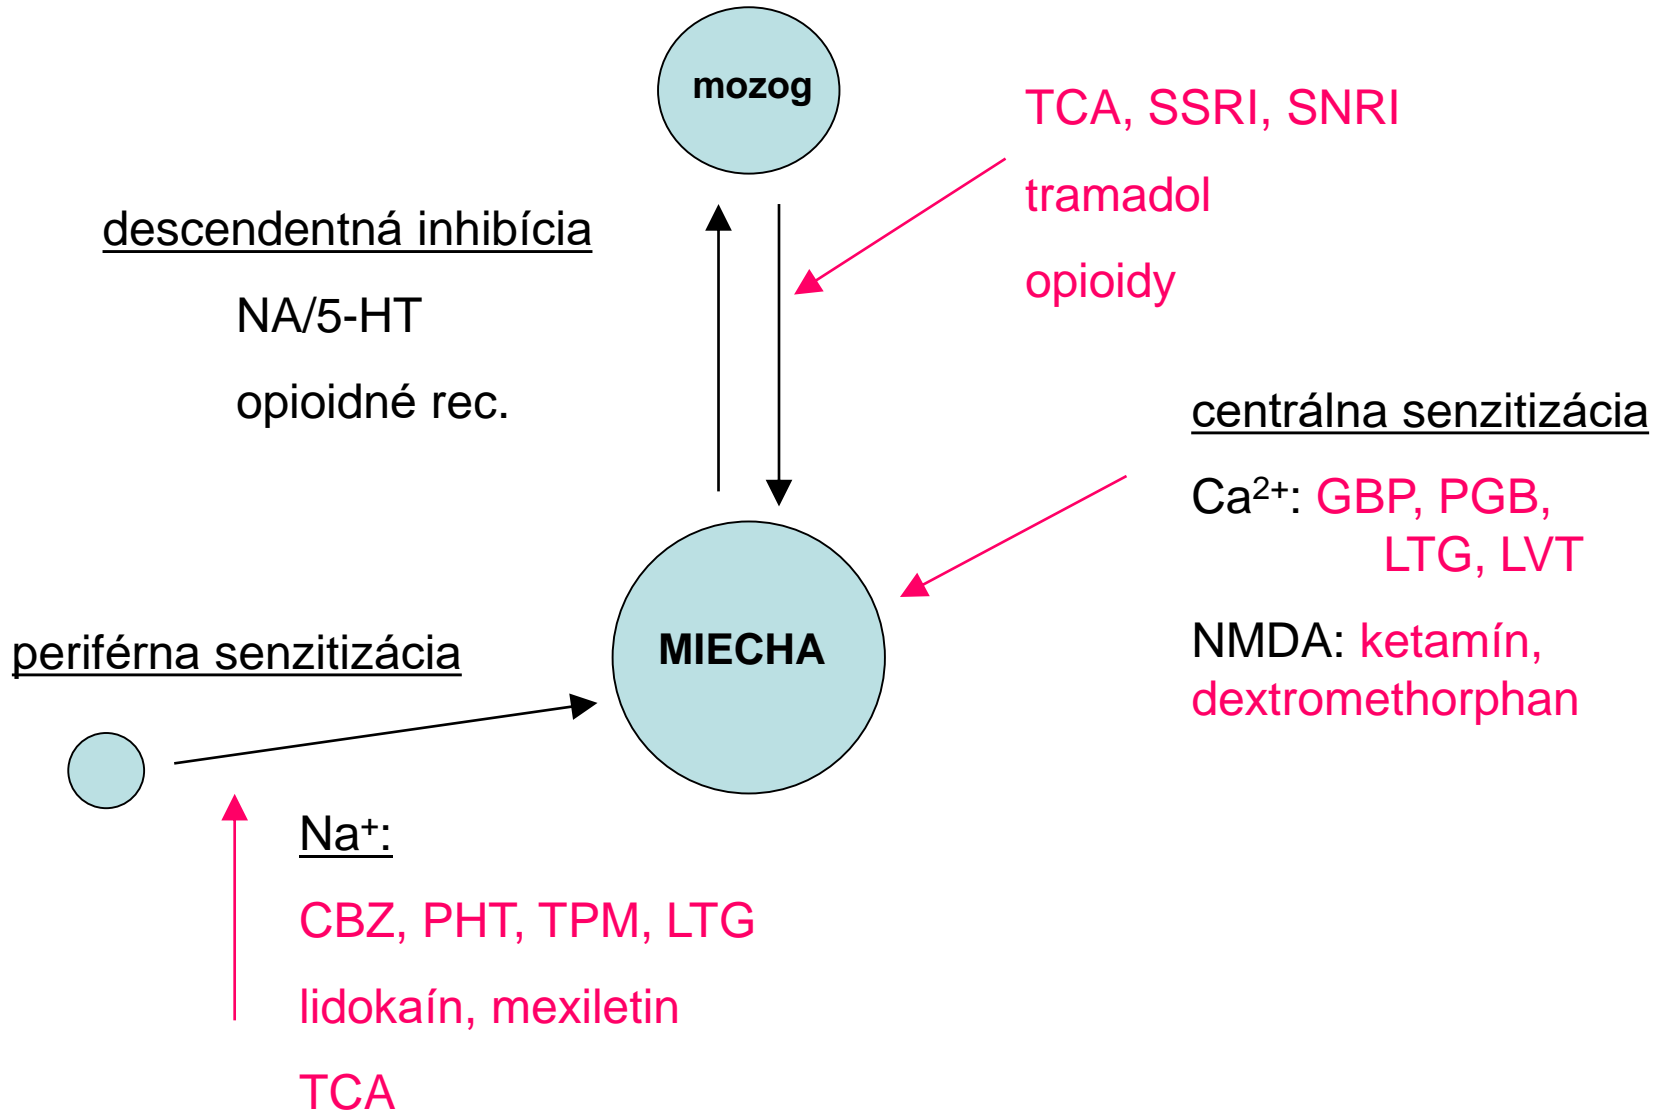 mozog
TCA, SSRI, SNRI
tramadol
opioidy
descendentná inhibícia
NA/5-HT
opioidné rec.
centrálna senzitizácia
Ca²⁺: GBP, PGB,
LTG, LVT
NMDA: ketamín,
dextromethorphan
MIECHA
periférna senzitizácia
Na⁺:
CBZ, PHT, TPM, LTG
lidokaín, mexiletin
TCA